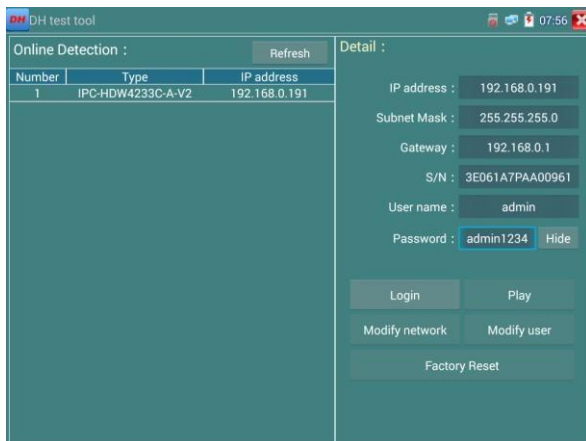 DH DH test tool
07:56
Online Detection :
Refresh
Number Type IP address
1 IPC-HDW4233C-A-V2 192.168.0.191
Detail :
IP address : 192.168.0.191
Subnet Mask : 255.255.255.0
Gateway : 192.168.0.1
S/N : 3E061A7PAA00961
User name : admin
Password : admin1234 Hide
Login Play
Modify network Modify user
Factory Reset